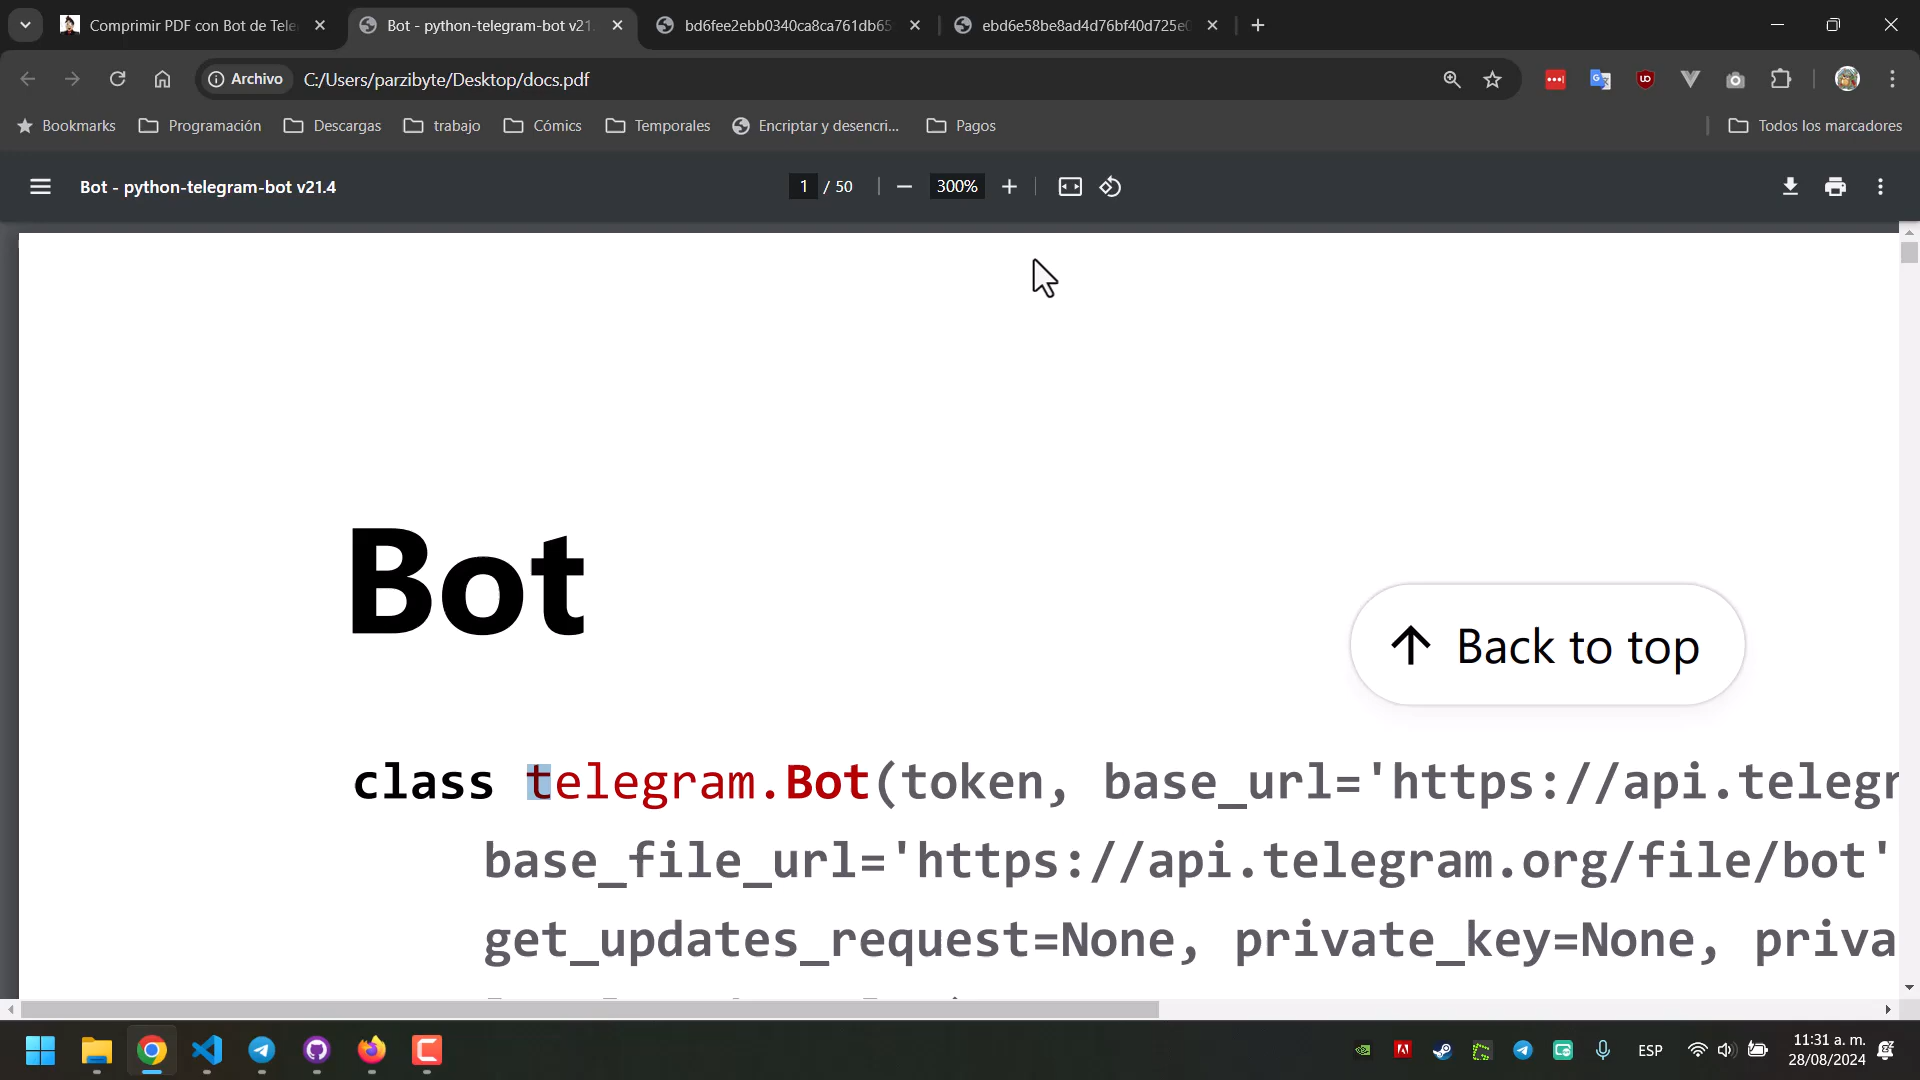 Comprimir PDF con Bot de Tele
Bot - python-telegram-bot v21.
bd6fee2ebb0340ca8ca761db65
ebd6e58be8ad4d76bf40d725e0
Archivo
C:/Users/parzibyte/Desktop/docs.pdf
Bookmarks
Programación
Descargas
trabajo
Cómics
Temporales
Encriptar y desencri...
Pagos
Todos los marcadores
Bot - python-telegram-bot v21.4
1 / 50
300%
Bot
Back to top
class telegram.Bot(token, base_url='https://api.telegr
base_file_url='https://api.telegram.org/file/bot'
get_updates_request=None, private_key=None, priva
ESP
11:31 a. m.
28/08/2024